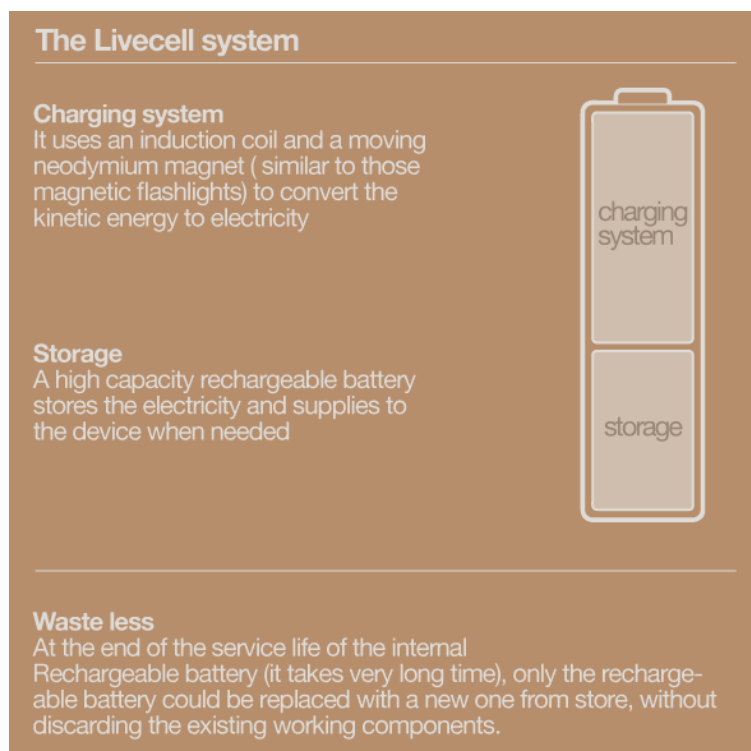 The Livecell system
Charging system
It uses an induction coil and a moving
neodymium magnet ( similar to those
magnetic flashlights) to convert the
kinetic energy to electricity
charging
system
Storage
A high capacity rechargeable battery
stores the electricity and supplies to
the device when needed
storage
Waste less
At the end of the service life of the internal
Rechargeable battery (it takes very long time), only the recharge-
able battery could be replaced with a new one from store, without
discarding the existing working components.